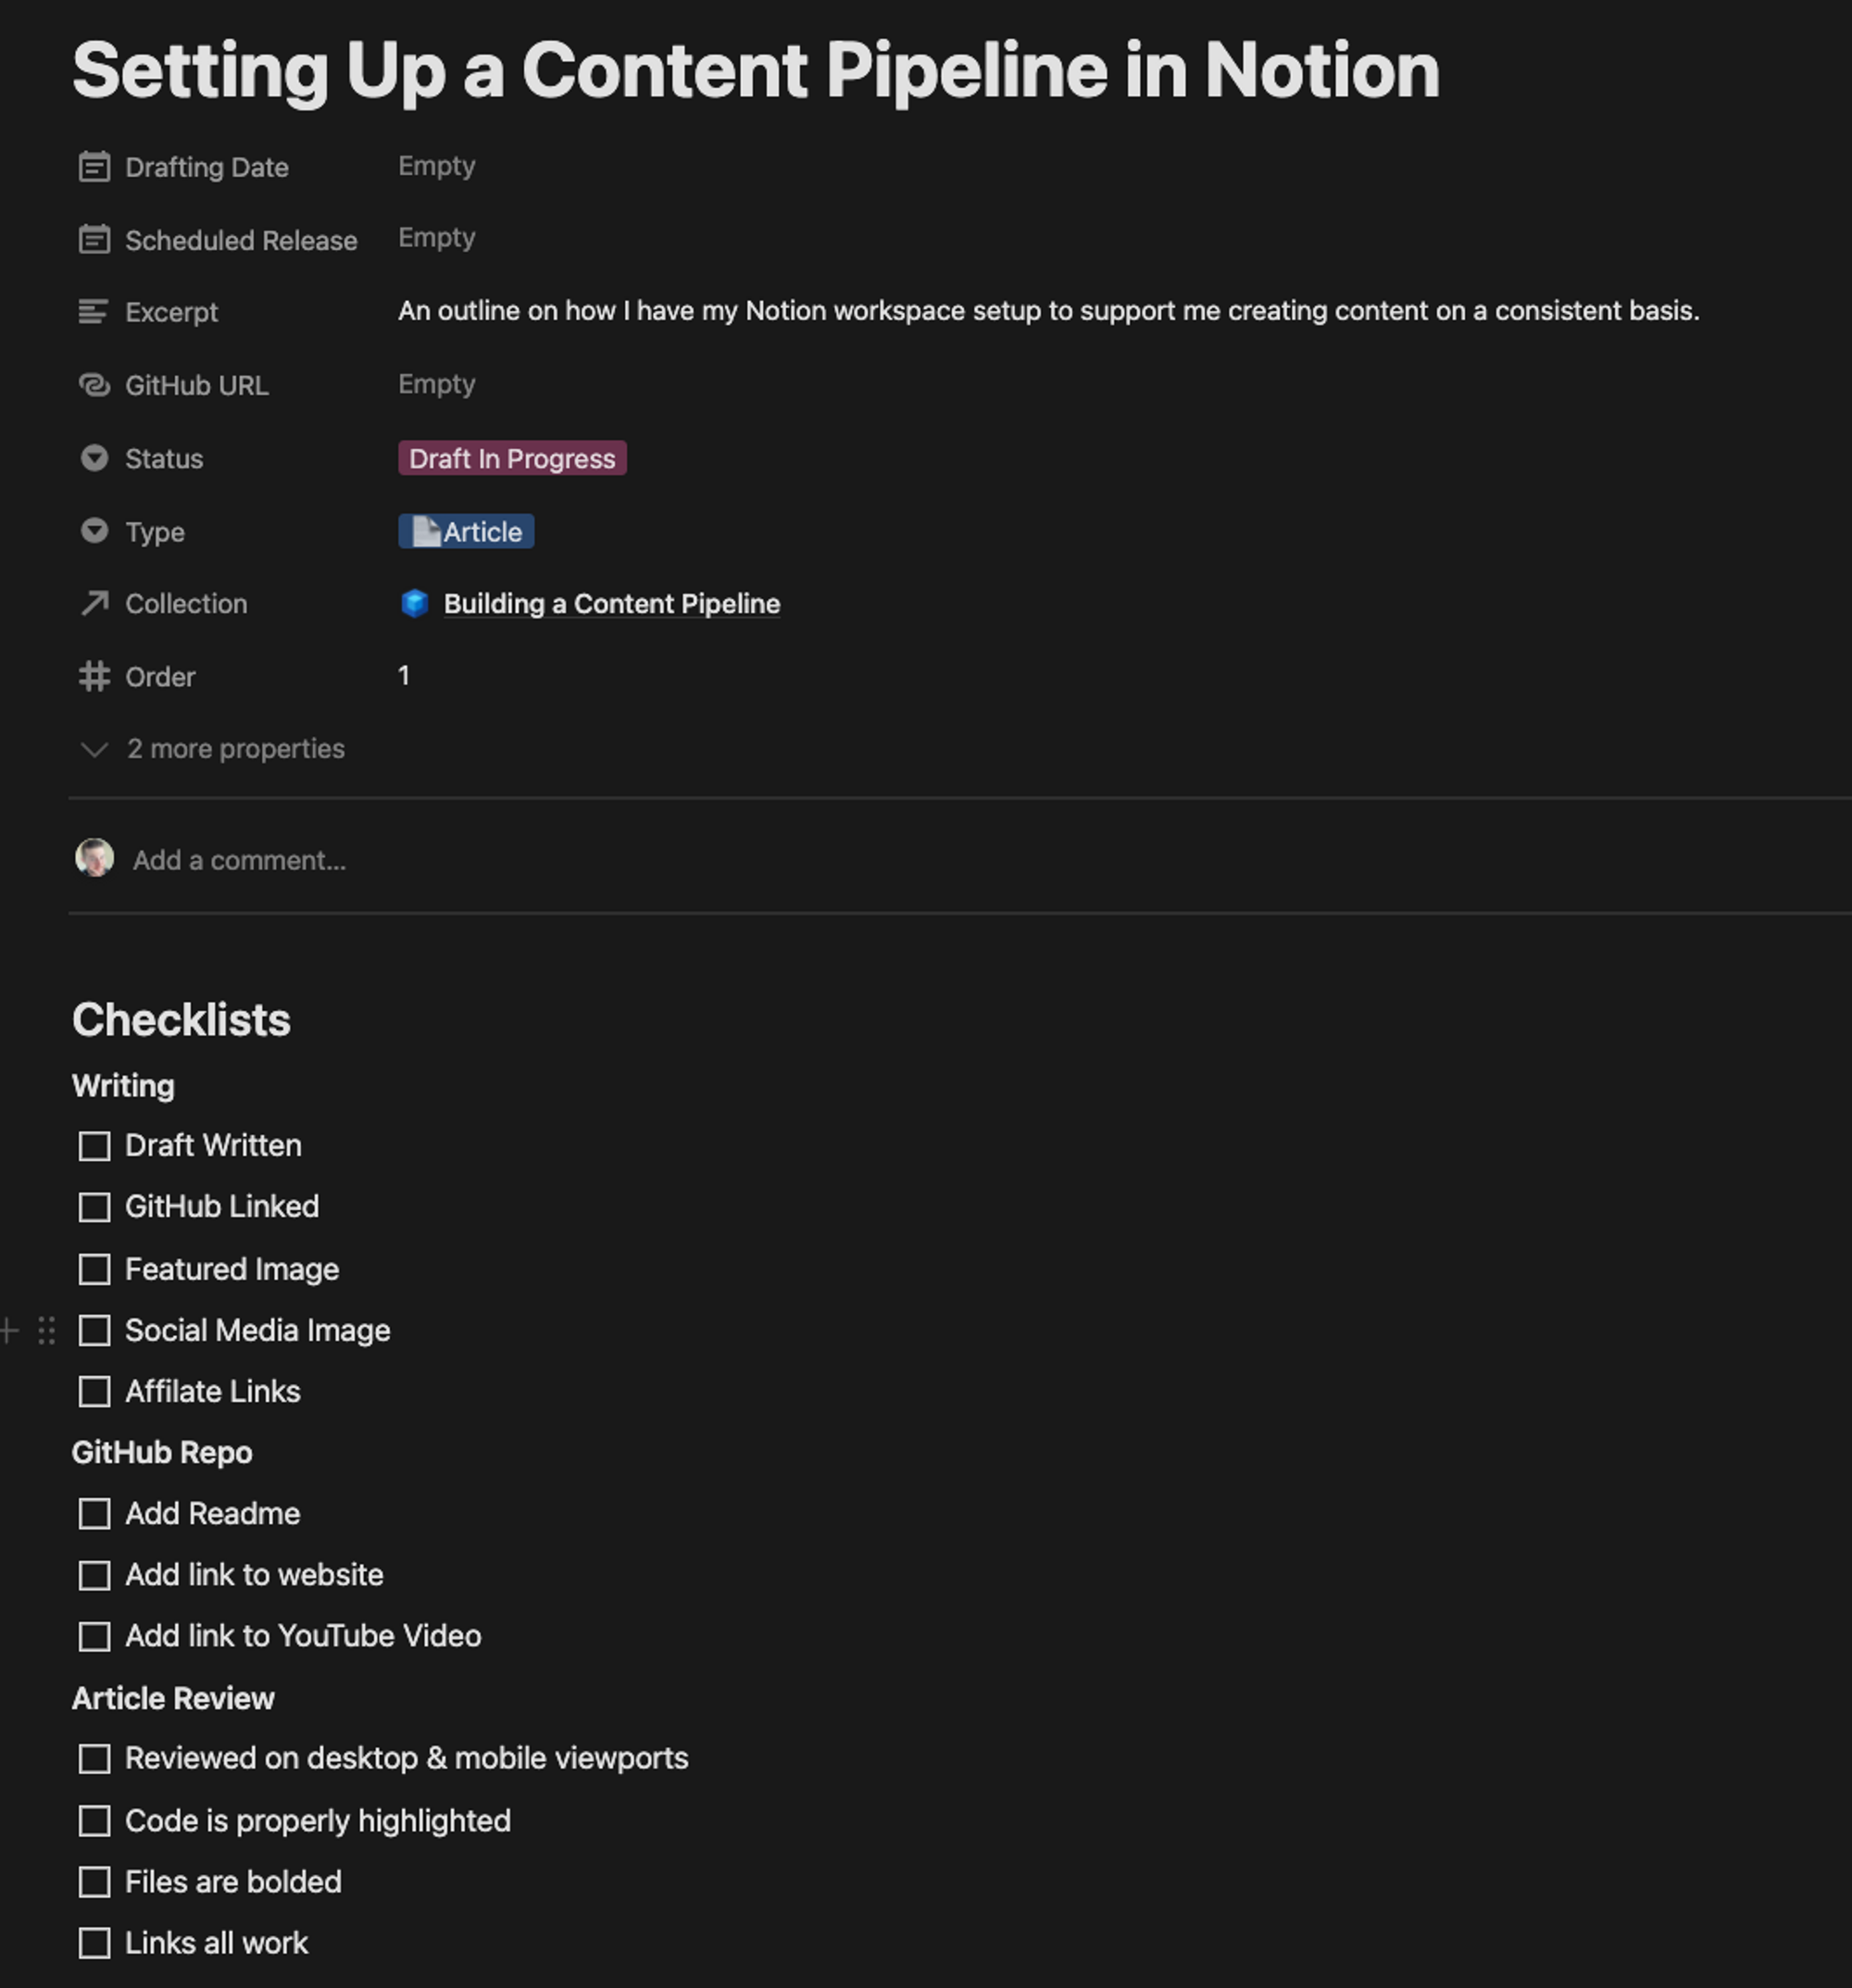 Setting Up a Content Pipeline in Notion
Drafting Date Empty
Scheduled Release Empty
Excerpt An outline on how I have my Notion workspace setup to support me creating content on a consistent basis.
GitHub URL Empty
Status Draft In Progress
Type Article
Collection Building a Content Pipeline
Order 1
2 more properties
Add a comment...
Checklists
Writing
Draft Written
GitHub Linked
Featured Image
Social Media Image
Affilate Links
GitHub Repo
Add Readme
Add link to website
Add link to YouTube Video
Article Review
Reviewed on desktop & mobile viewports
Code is properly highlighted
Files are bolded
Links all work